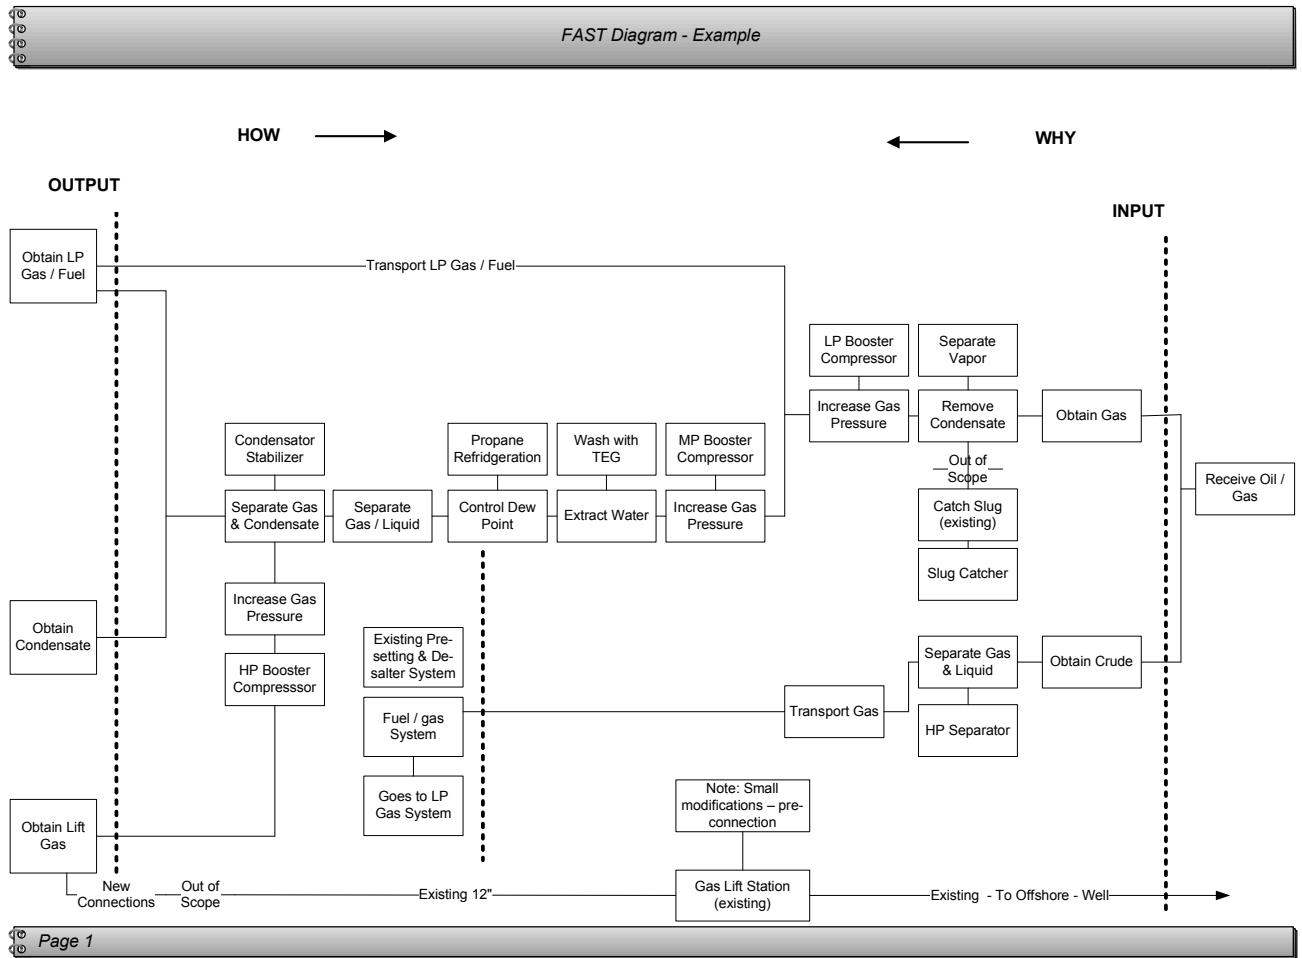 FAST Diagram - Example
HOW
WHY
OUTPUT
INPUT
Obtain LP
Gas / Fuel
Transport LP Gas / Fuel
LP Booster
Compressor
Separate
Vapor
Increase Gas
Pressure
Remove
Condensate
Obtain Gas
Condensator
Stabilizer
Propane
Refridgeration
Wash with
TEG
MP Booster
Compressor
Out of
Scope
Receive Oil /
Gas
Separate Gas
& Condensate
Separate
Gas / Liquid
Control Dew
Point
Extract Water
Increase Gas
Pressure
Catch Slug
(existing)
Slug Catcher
Increase Gas
Pressure
Obtain
Condensate
Existing Pre-
setting & De-
salter System
Separate Gas
& Liquid
Obtain Crude
HP Booster
Compresssor
Fuel / gas
System
Transport Gas
HP Separator
Goes to LP
Gas System
Note: Small
modifications – pre-
connection
Obtain Lift
Gas
New
Connections
Out of
Scope
Existing 12"
Gas Lift Station
(existing)
Existing - To Offshore - Well
Page 1